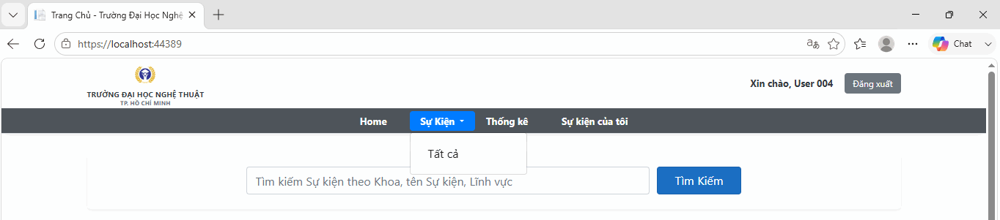 Trang Chủ - Trường Đại Học Nghệ
https://localhost:44389
Chat
TRƯỜNG ĐẠI HỌC NGHỆ THUẬT
TP. HỒ CHÍ MINH
Xin chào, User 004
Đăng xuất
Home
Sự Kiện
Thống kê
Sự kiện của tôi
Tất cả
Tìm kiếm Sự kiện theo Khoa, tên Sự kiện, Lĩnh vực
Tìm Kiếm